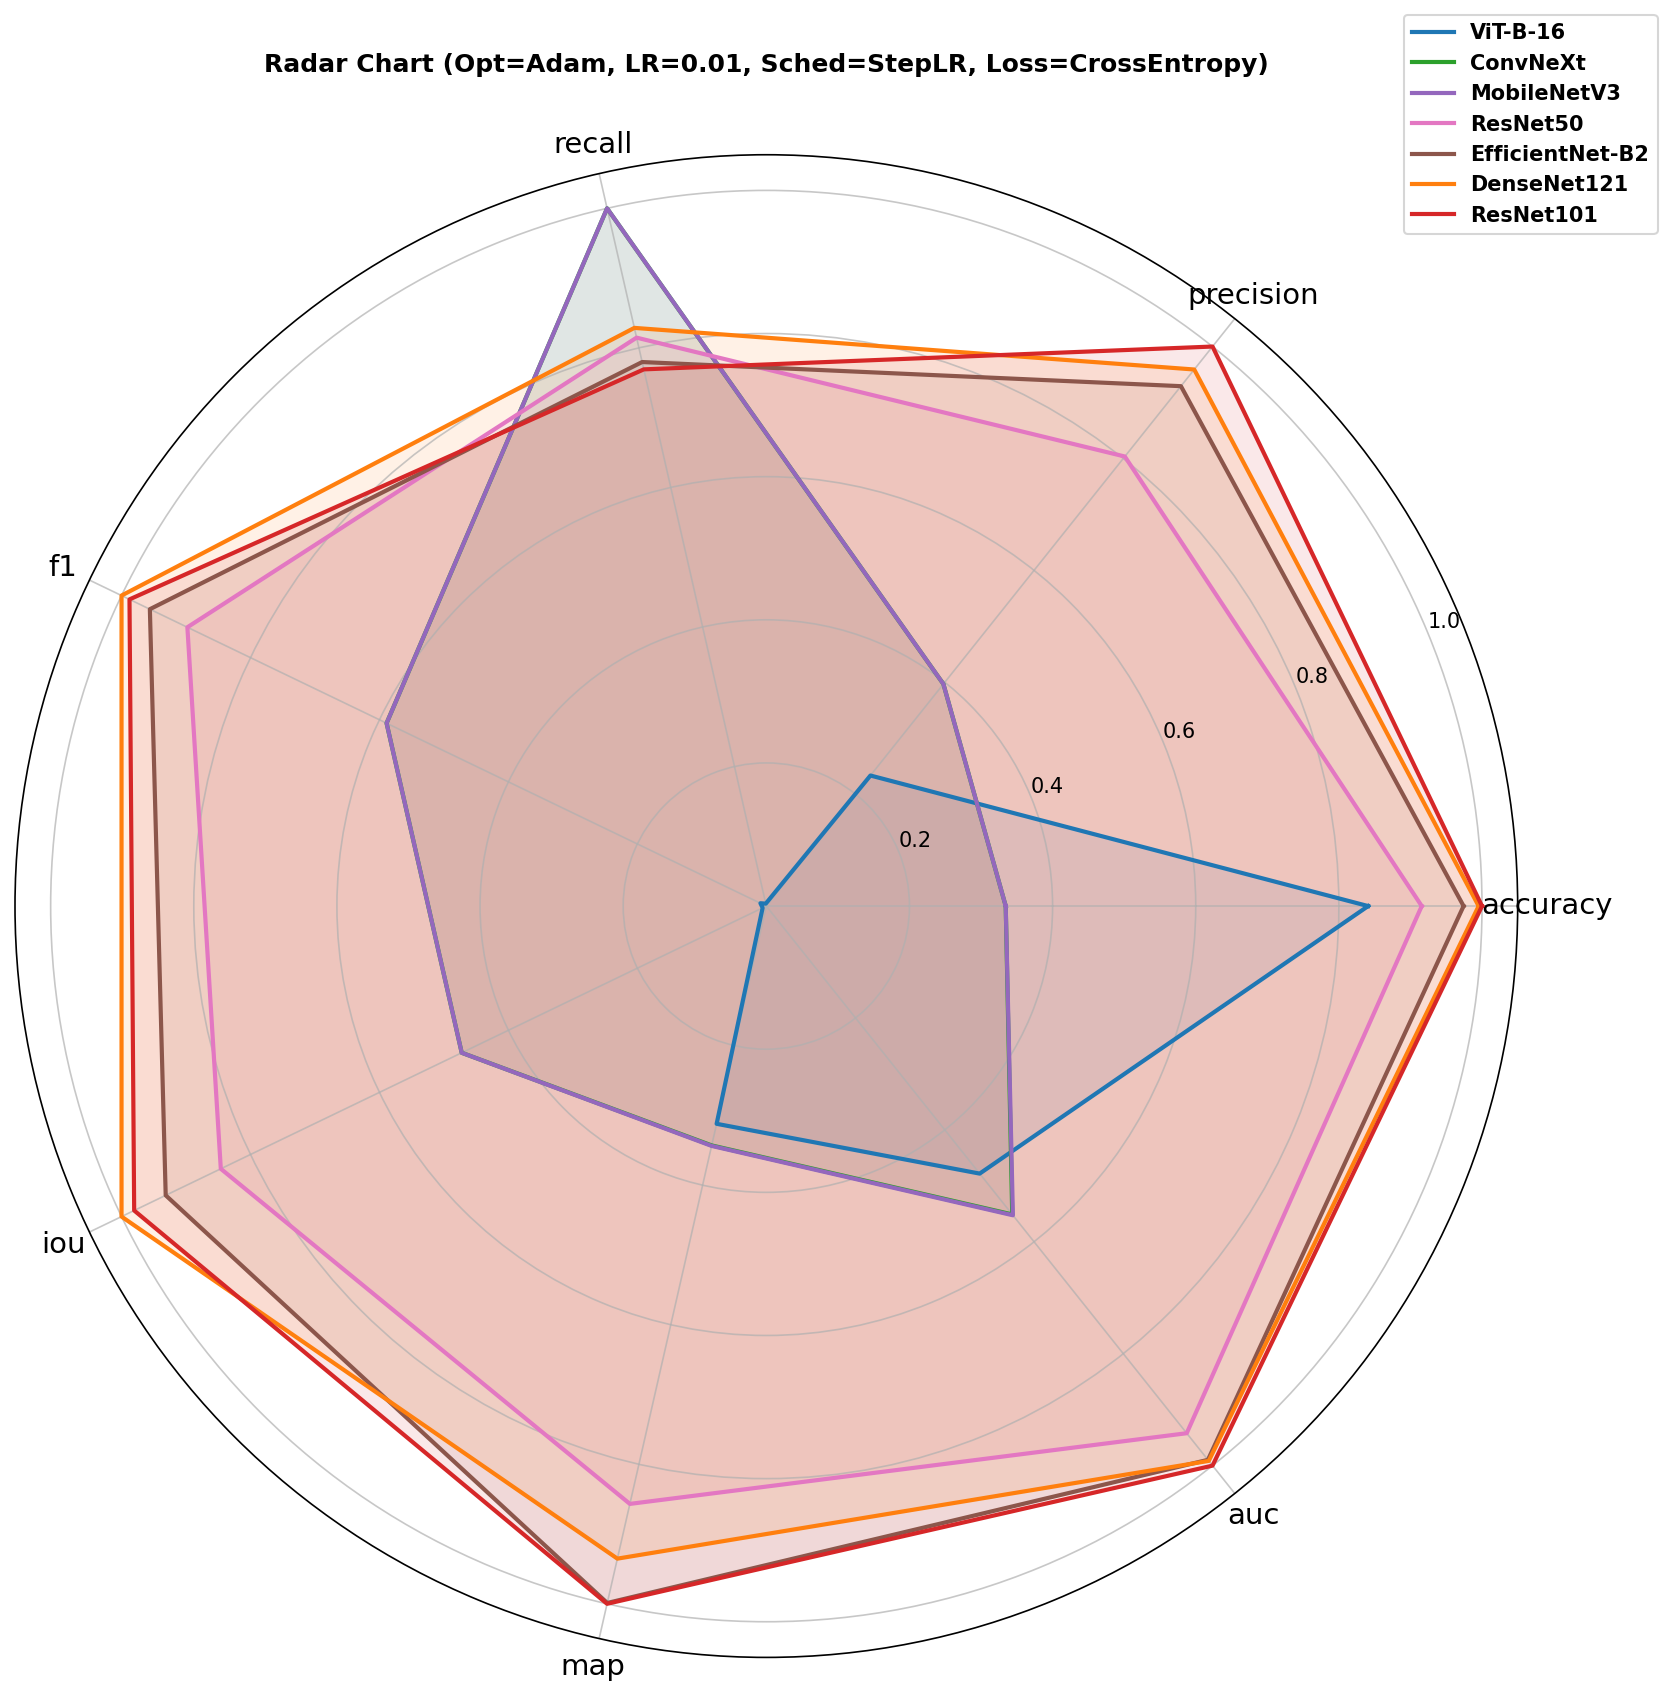 Radar Chart (Opt=Adam, LR=0.01, Sched=StepLR, Loss=CrossEntropy)
ViT-B-16
ConvNeXt
MobileNetV3
ResNet50
EfficientNet-B2
DenseNet121
ResNet101
recall
precision
f1
1.0
0.8
0.6
0.4
0.2
accuracy
iou
auc
map